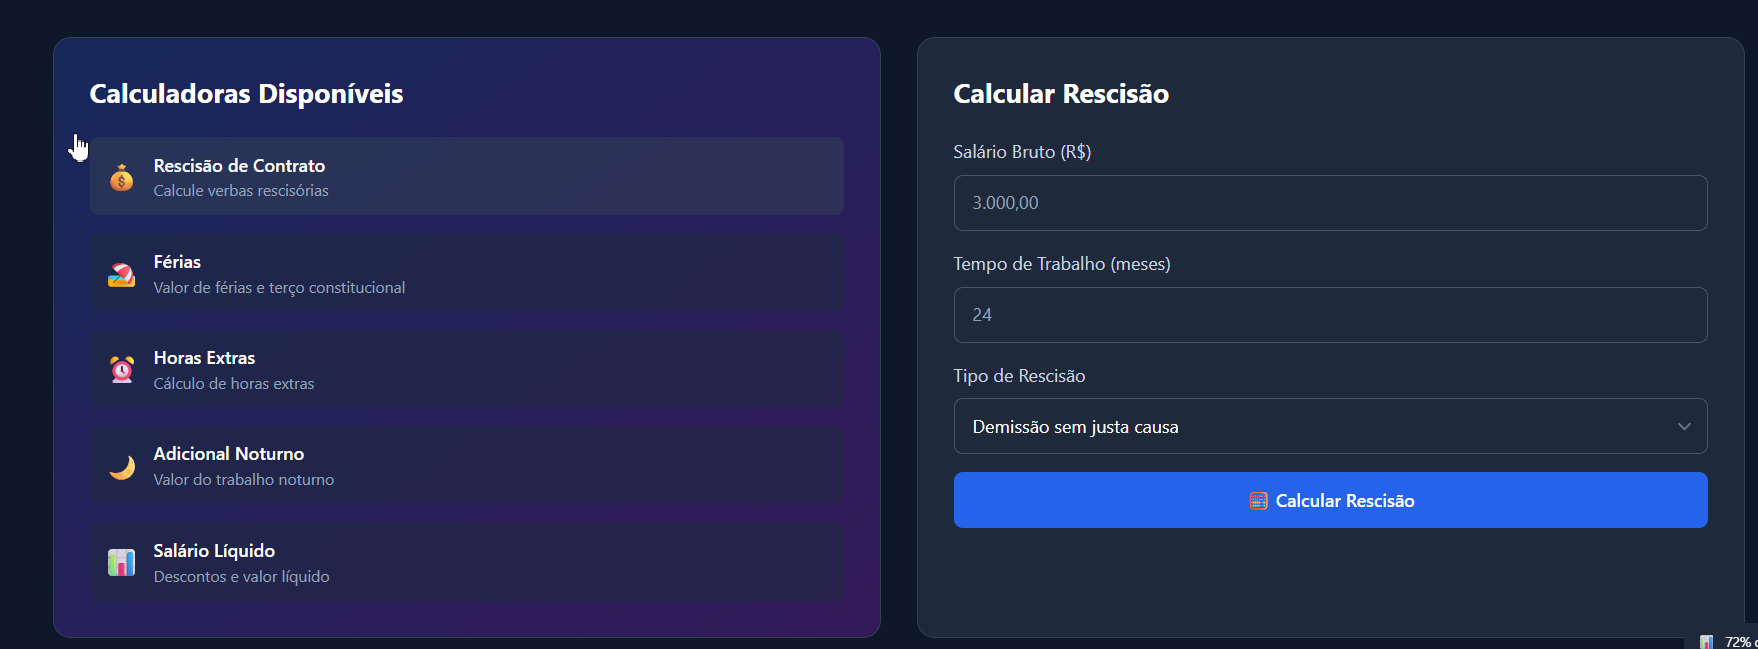 Calculadoras Disponíveis
Rescisão de Contrato
Calcule verbas rescisórias
Férias
Valor de férias e terço constitucional
Horas Extras
Cálculo de horas extras
Adicional Noturno
Valor do trabalho noturno
Salário Líquido
Descontos e valor líquido
Calcular Rescisão
Salário Bruto (R$)
3.000,00
Tempo de Trabalho (meses)
24
Tipo de Rescisão
Demissão sem justa causa
Calcular Rescisão
72%